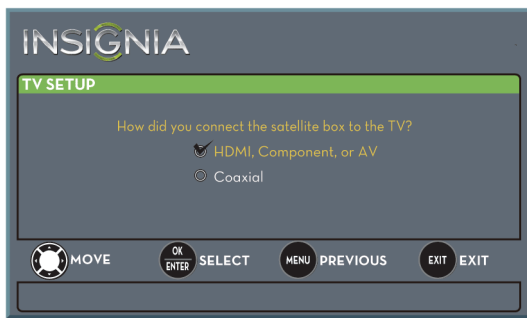 INSIGNIA
TV SETUP
How did you connect the satellite box to the TV?
HDMI, Component, or AV
Coaxial
MOVE OK ENTER SELECT MENU PREVIOUS EXIT EXIT